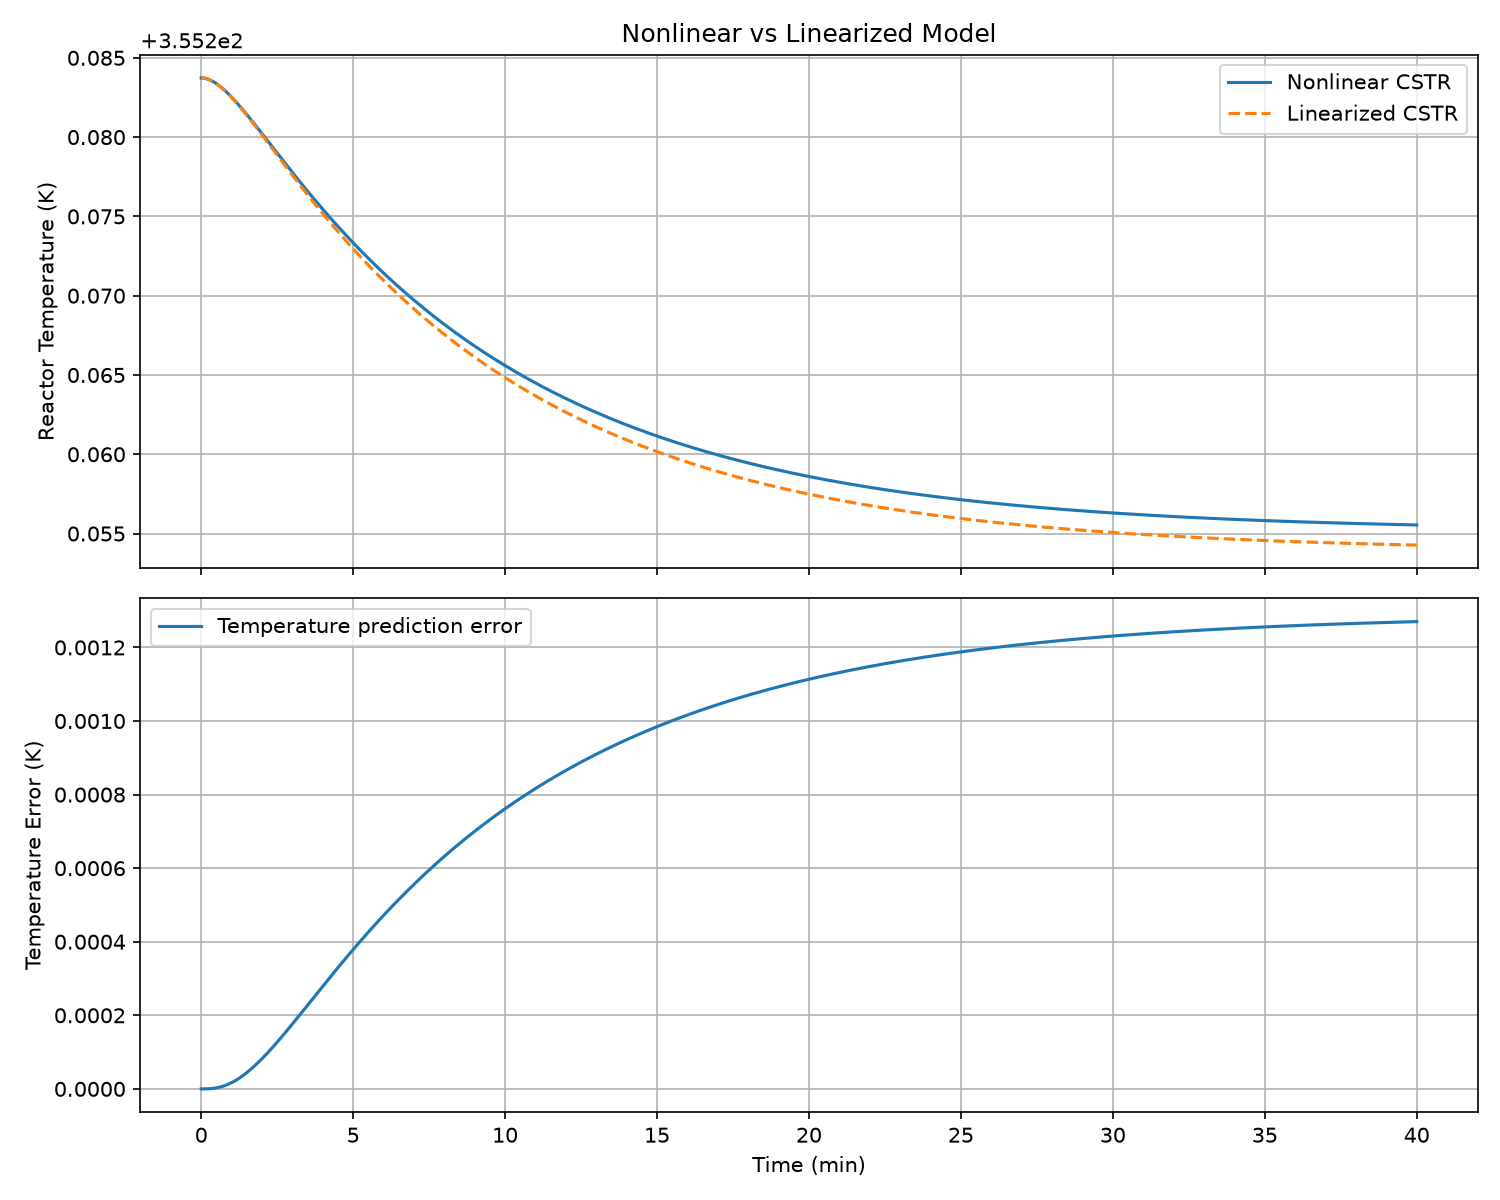 Nonlinear vs Linearized Model
+3.552e2
0.085
0.080
0.075
0.070
0.065
0.060
0.055
Reactor Temperature (K)
Nonlinear CSTR
Linearized CSTR
Temperature prediction error
0.0012
0.0010
0.0008
0.0006
0.0004
0.0002
0.0000
Temperature Error (K)
0 5 10 15 20 25 30 35 40
Time (min)